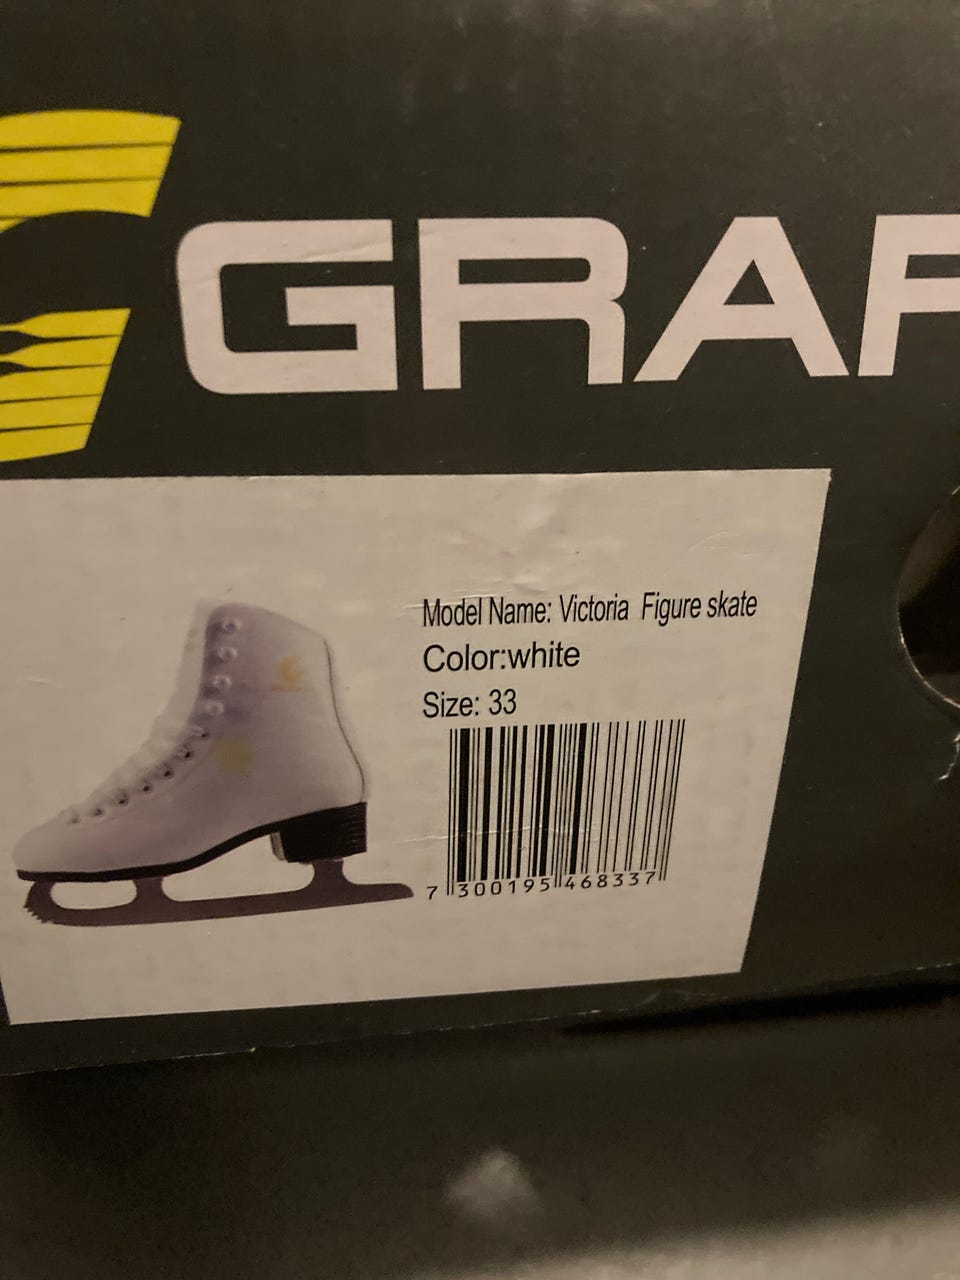 GRAF
Model Name: Victoria Figure skate
Color:white
Size: 33
7 300195 468337